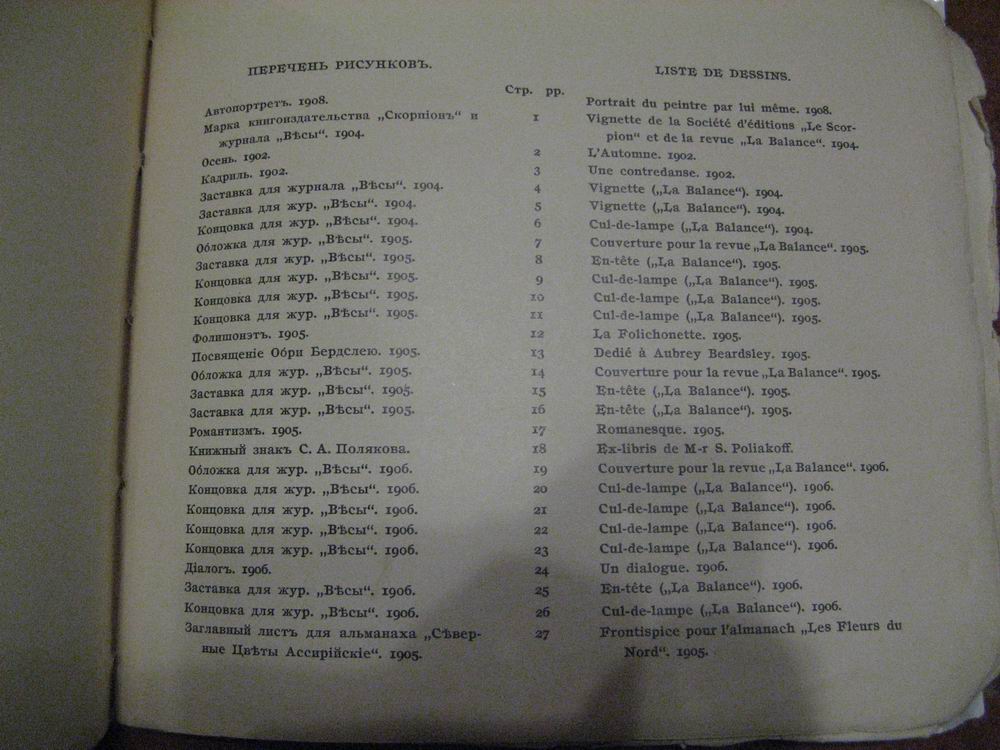 ПЕРЕЧЕНЬ РИСУНКОВЪ. LISTE DE DESSINS.
Стр. pp.
Автопортретъ. 1908. Portrait du peintre par lui même. 1908.
Марка книгоиздательства „Скорпіонъ“ и 1 Vignette de la Société d'éditions „Le Scor-
журнала „Вѣсы“. 1904. pion“ et de la revue „La Balance“. 1904.
Осень. 1902. 2 L'Automne. 1902.
Кадриль. 1902. 3 Une contredanse. 1902.
Заставка для журнала „Вѣсы“. 1904. 4 Vignette („La Balance“). 1904.
Заставка для жур. „Вѣсы“. 1904. 5 Vignette („La Balance“). 1904.
Концовка для жур. „Вѣсы“. 1904. 6 Cul-de-lampe („La Balance“). 1904.
Обложка для жур. „Вѣсы“. 1905. 7 Couverture pour la revue „La Balance“. 1905.
Заставка для жур. „Вѣсы“. 1905. 8 En-tête („La Balance“). 1905.
Концовка для жур. „Вѣсы“. 1905. 9 Cul-de-lampe („La Balance“). 1905.
Концовка для жур. „Вѣсы“. 1905. 10 Cul-de-lampe („La Balance“). 1905.
Концовка для жур. „Вѣсы“. 1905. 11 Cul-de-lampe („La Balance“). 1905.
Фолишонэтъ. 1905. 12 La Folichonette. 1905.
Посвященіе Обри Бердслею. 1905. 13 Dedié à Aubrey Beardsley. 1905.
Обложка для жур. „Вѣсы“. 1905. 14 Couverture pour la revue „La Balance“. 1905.
Заставка для жур. „Вѣсы“. 1905. 15 En-tête („La Balance“). 1905.
Заставка для жур. „Вѣсы“. 1905. 16 En-tête („La Balance“). 1905.
Романтизмъ. 1905. 17 Romanesque. 1905.
Книжный знакъ С. А. Полякова. 18 Ex-libris de M-r S. Poliakoff.
Обложка для жур. „Вѣсы“. 1906. 19 Couverture pour la revue „La Balance“. 1906.
Концовка для жур. „Вѣсы“. 1906. 20 Cul-de-lampe („La Balance“). 1906.
Концовка для жур. „Вѣсы“. 1906. 21 Cul-de-lampe („La Balance“). 1906.
Концовка для жур. „Вѣсы“. 1906. 22 Cul-de-lampe („La Balance“). 1906.
Концовка для жур. „Вѣсы“. 1906. 23 Cul-de-lampe („La Balance“). 1906.
Діалогъ. 1906. 24 Un dialogue. 1906.
Заставка для жур. „Вѣсы“. 1906. 25 En-tête („La Balance“). 1906.
Концовка для жур. „Вѣсы“. 1906. 26 Cul-de-lampe („La Balance“). 1906.
Заглавный листъ для альманаха „Сѣвер- 27 Frontispice pour l'almanach „Les Fleurs du
ные Цвѣты Ассирійскіе“. 1905. Nord“. 1905.